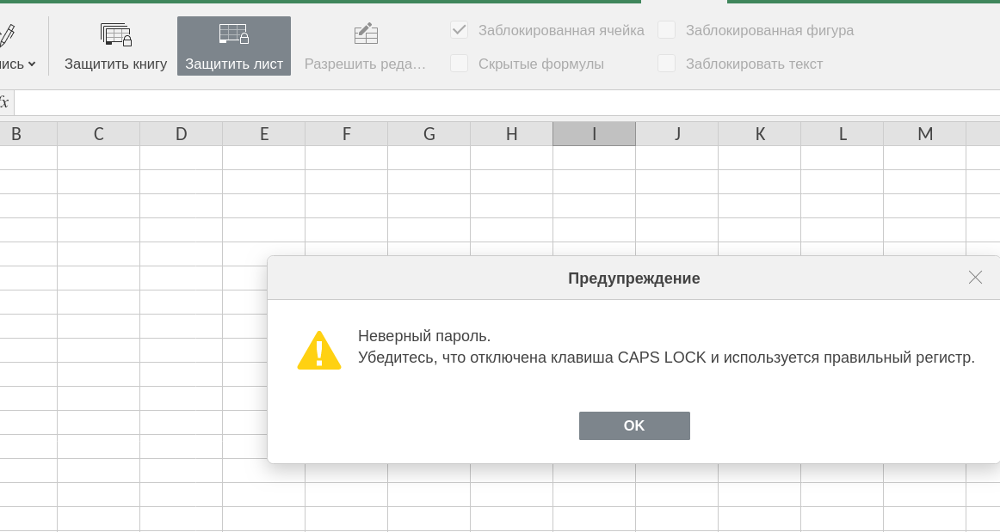 Заблокированная ячейка
Заблокированная фигура
Защитить книгу
Защитить лист
Разрешить реда…
Скрытые формулы
Заблокировать текст
fx
B C D E F G H I J K L M
Предупреждение
Неверный пароль.
Убедитесь, что отключена клавиша CAPS LOCK и используется правильный регистр.
OK